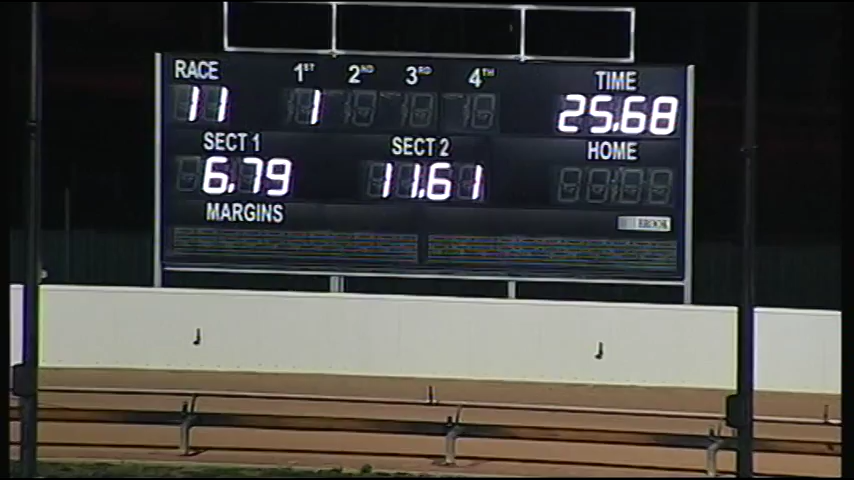 RACE 1ST 2ND 3RD 4TH TIME
11 1 25.68
SECT 1 SECT 2 HOME
6.79 11.61
MARGINS